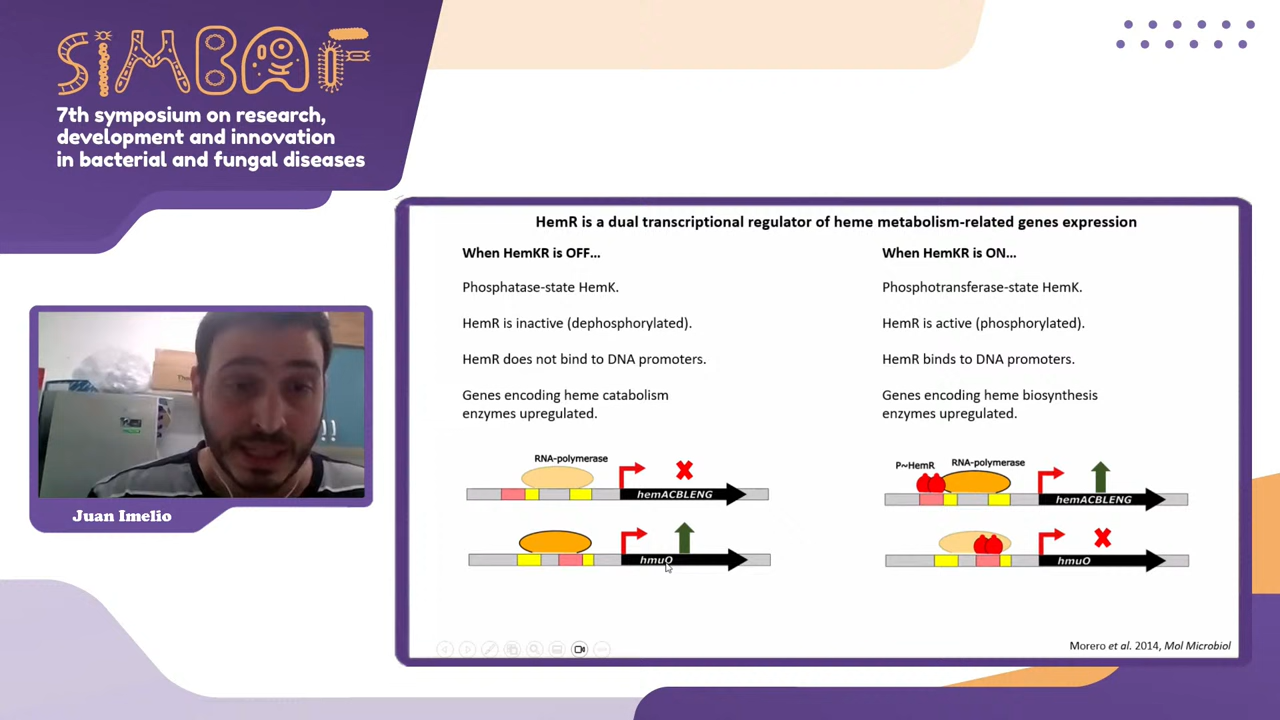 SIMBAF
7th symposium on research,
development and innovation
in bacterial and fungal diseases
Juan Imelio
HemR is a dual transcriptional regulator of heme metabolism-related genes expression
When HemKR is OFF...
Phosphatase-state HemK.
HemR is inactive (dephosphorylated).
HemR does not bind to DNA promoters.
Genes encoding heme catabolism
enzymes upregulated.
RNA-polymerase
hemACBLENG
hmuO
When HemKR is ON...
Phosphotransferase-state HemK.
HemR is active (phosphorylated).
HemR binds to DNA promoters.
Genes encoding heme biosynthesis
enzymes upregulated.
P~HemR
RNA-polymerase
hemACBLENG
hmuO
Morero et al. 2014, Mol Microbiol